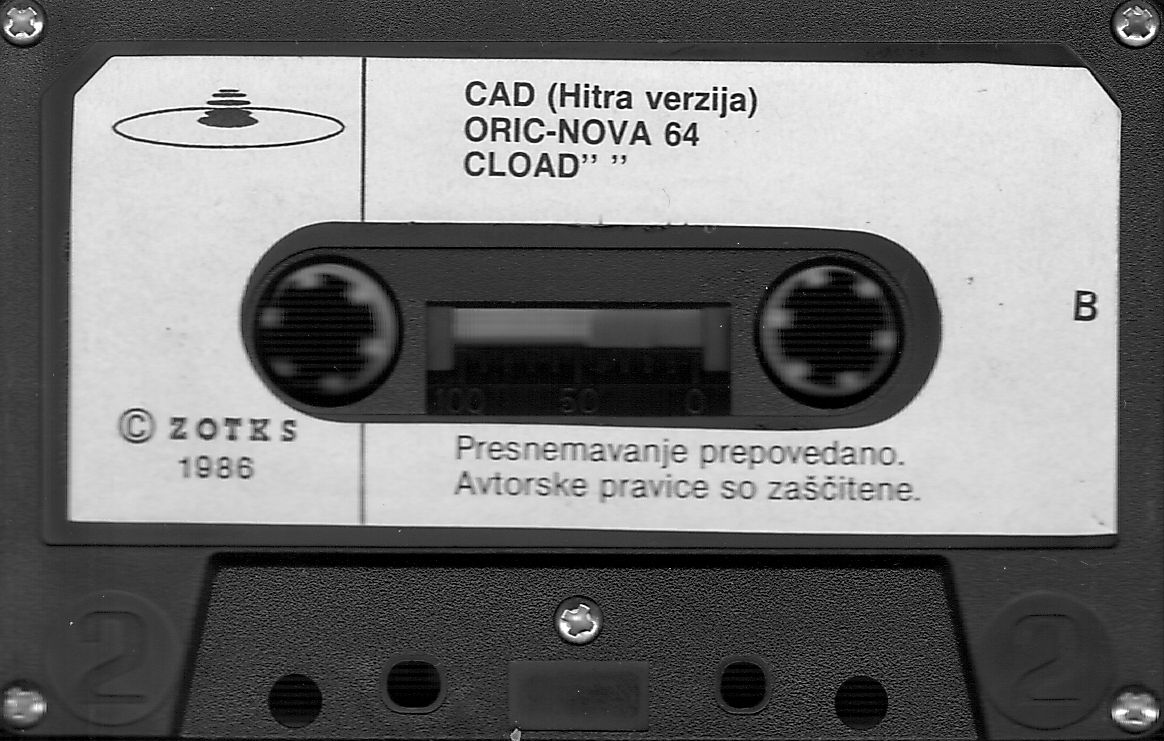 CAD (Hitra verzija)
ORIC-NOVA 64
CLOAD” ”
B
100 50 0
© ZOTKS
1986
Presnemavanje prepovedano.
Avtorske pravice so zaščitene.
2 2